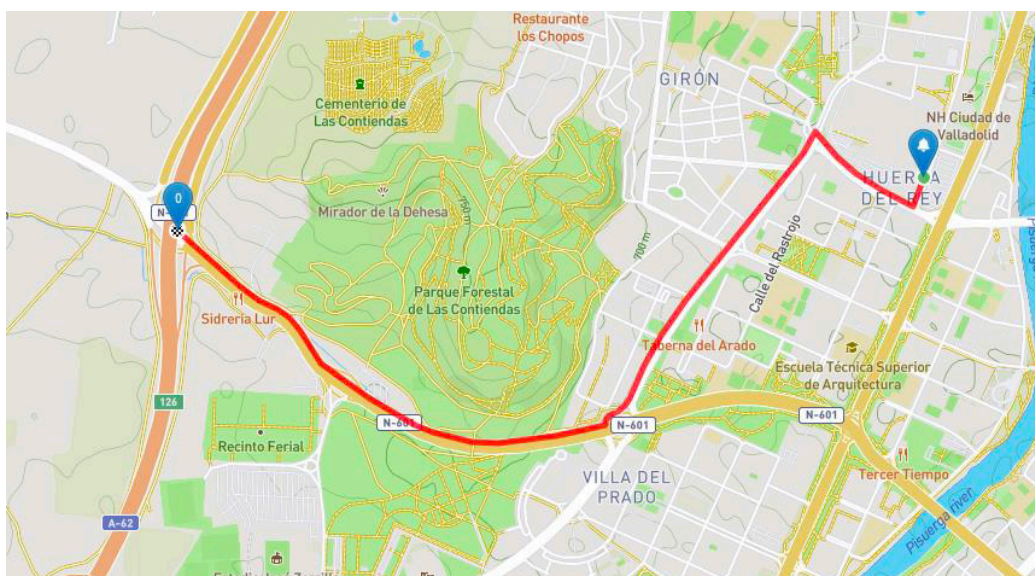 Restaurante
los Chopos
GIRÓN
Cementerio de
Las Contiendas
NH Ciudad de
Valladolid
HUERTA
DEL REY
0
Mirador de la Dehesa
750 m
700 m
Calle del Rastrojo
Parque Forestal
de Las Contiendas
Sidrería Lur
Taberna del Arado
Escuela Técnica Superior
de Arquitectura
126
N-601
N-601
N-601
Recinto Ferial
VILLA DEL
PRADO
Tercer Tiempo
A-62
Pisuerga river